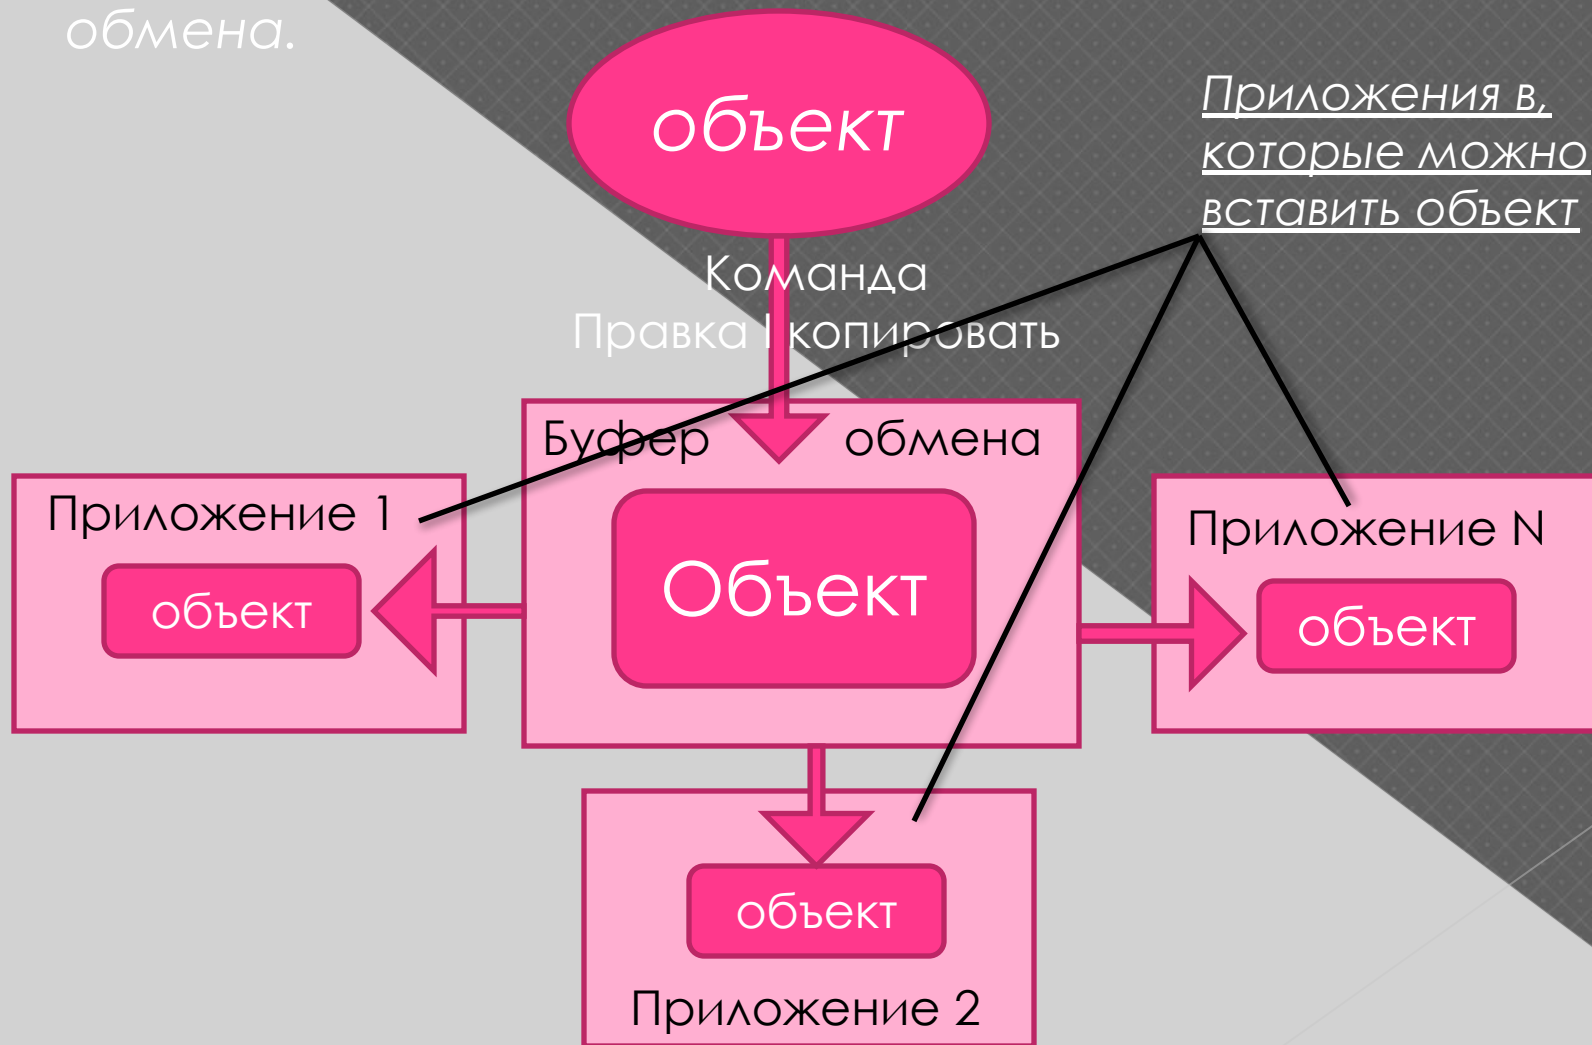 обмена.
объект
Приложения в,
которые можно
вставить объект
Команда
Правка I копировать
Буфер обмена
Приложение 1
Объект
Приложение N
объект
объект
объект
Приложение 2